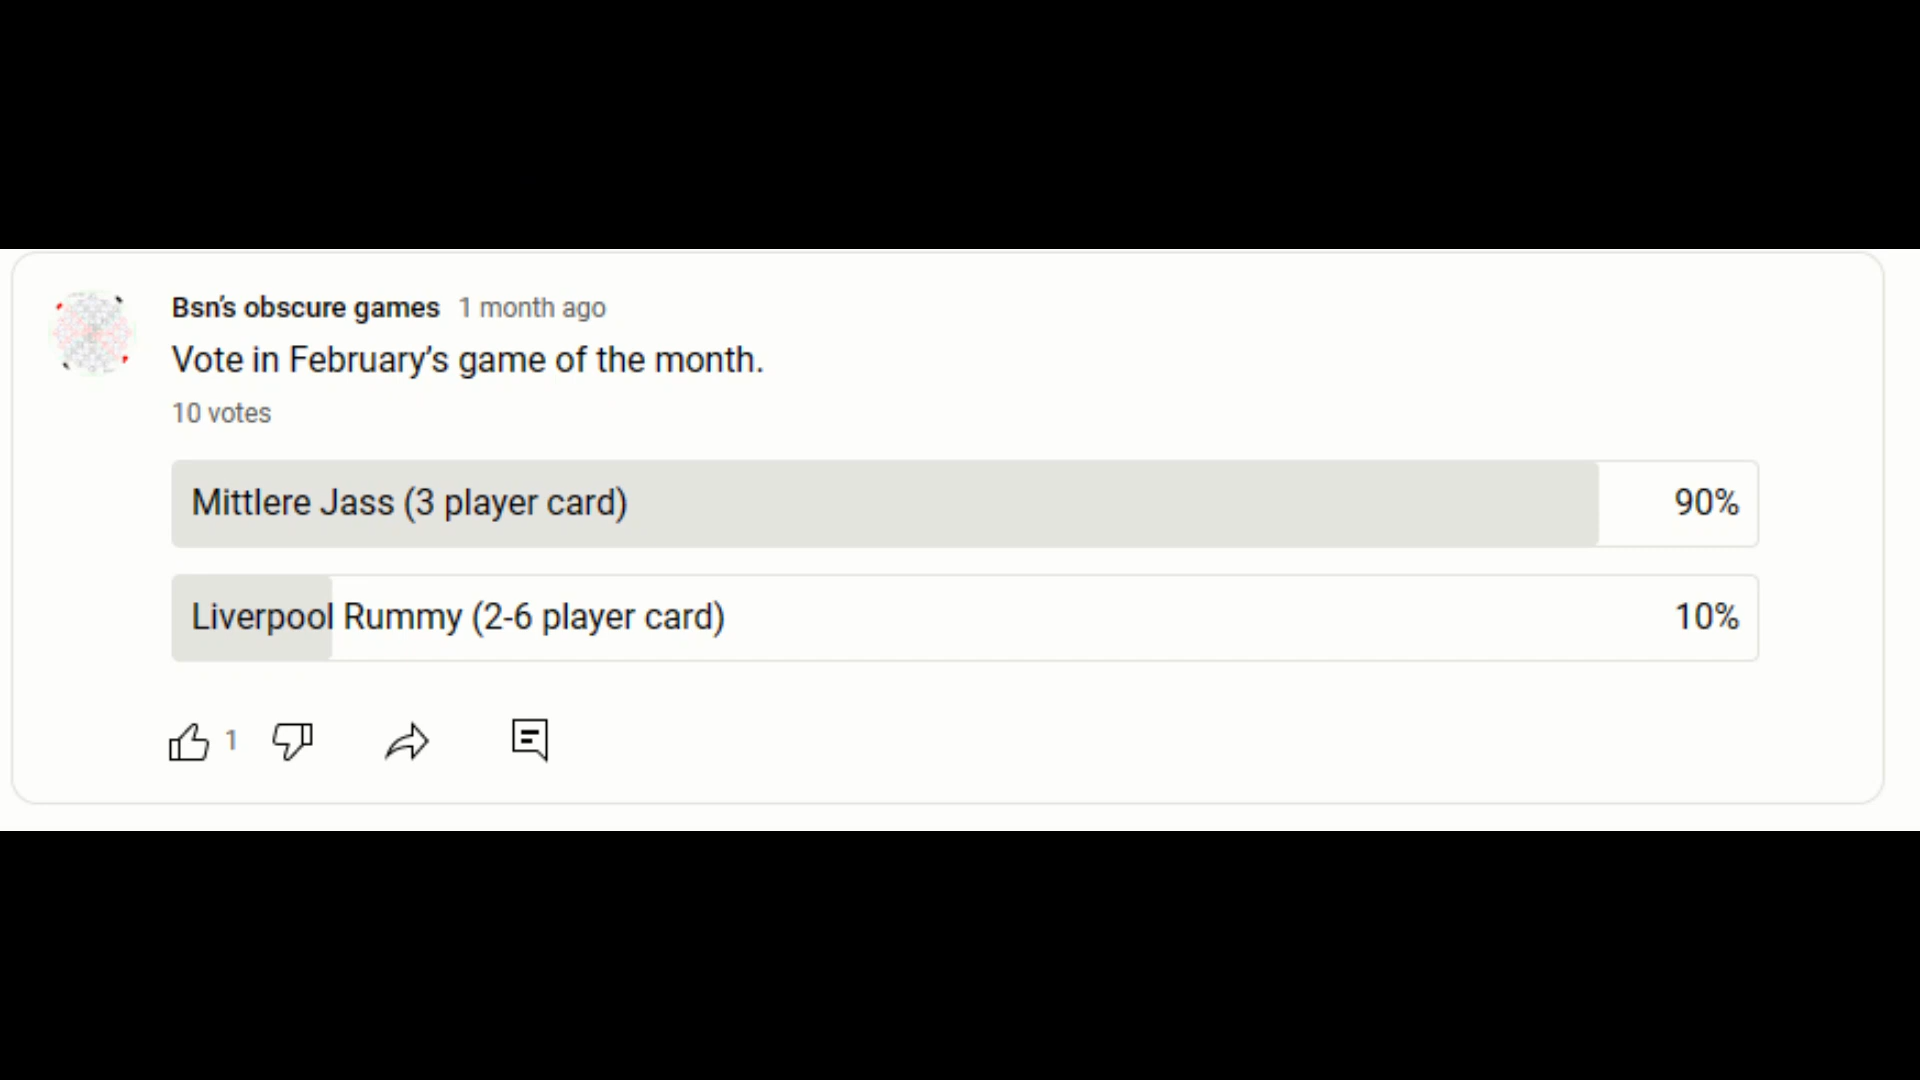 Bsn's obscure games 1 month ago
Vote in February's game of the month.
10 votes
Mittlere Jass (3 player card) 90%
Liverpool Rummy (2-6 player card) 10%
1